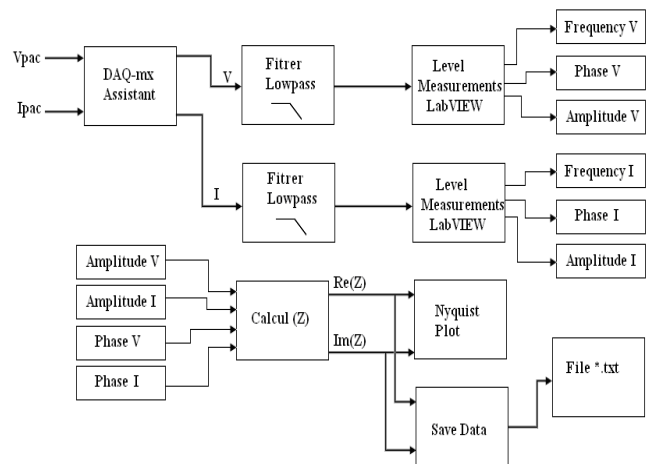 Vpac
Ipac
DAQ-mx
Assistant
V
I
Fitrer
Lowpass
Level
Measurements
LabVIEW
Frequency V
Phase V
Amplitude V
Fitrer
Lowpass
Level
Measurements
LabVIEW
Frequency I
Phase I
Amplitude I
Amplitude V
Amplitude I
Phase V
Phase I
Calcul (Z)
Re(Z)
Im(Z)
Nyquist
Plot
Save Data
File *.txt